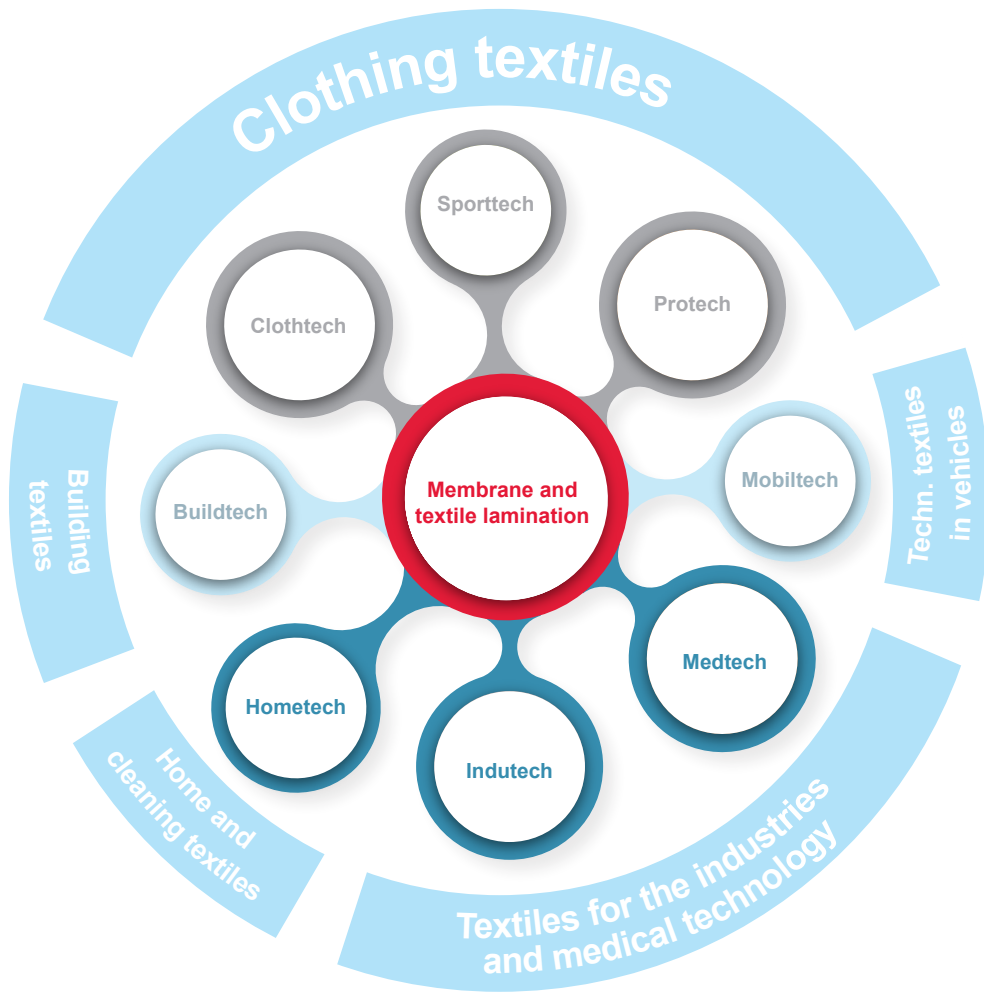 Clothing textiles
Sporttech
Protech
Clothtech
Mobiltech
Techn. textiles
in vehicles
Membrane and
textile lamination
Buildtech
Building
textiles
Medtech
Hometech
Indutech
Home and
cleaning textiles
Textiles for the industries
and medical technology